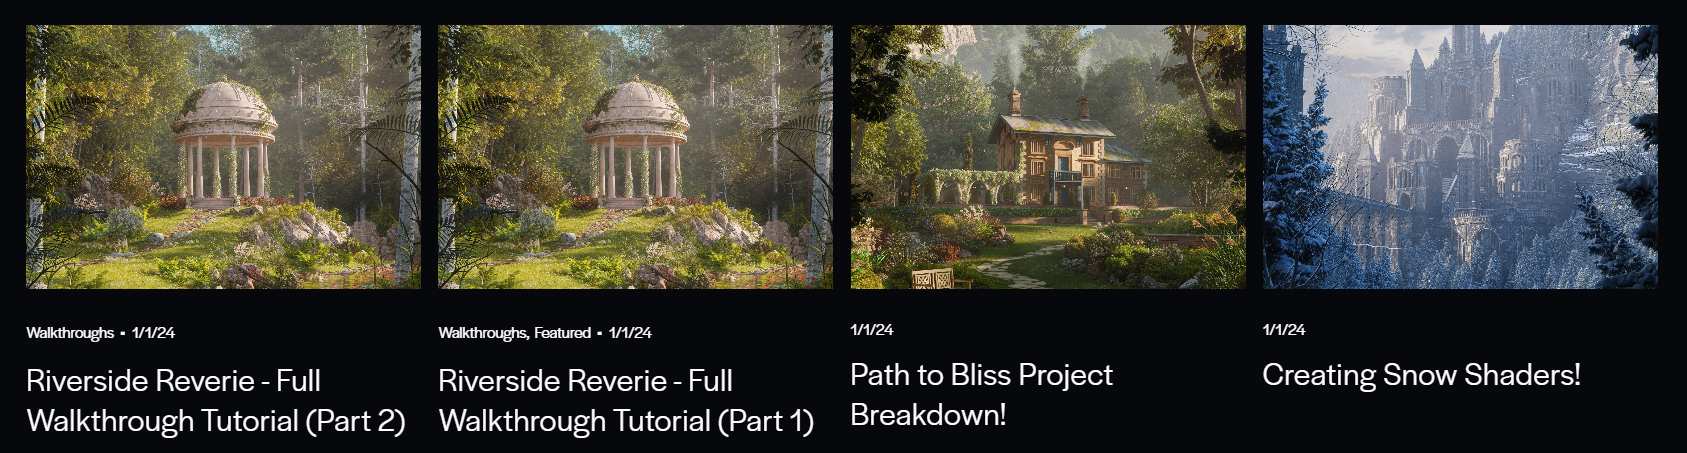 Walkthroughs ▪ 1/1/24
Riverside Reverie - Full
Walkthrough Tutorial (Part 2)
Walkthroughs, Featured ▪ 1/1/24
Riverside Reverie - Full
Walkthrough Tutorial (Part 1)
1/1/24
Path to Bliss Project
Breakdown!
1/1/24
Creating Snow Shaders!